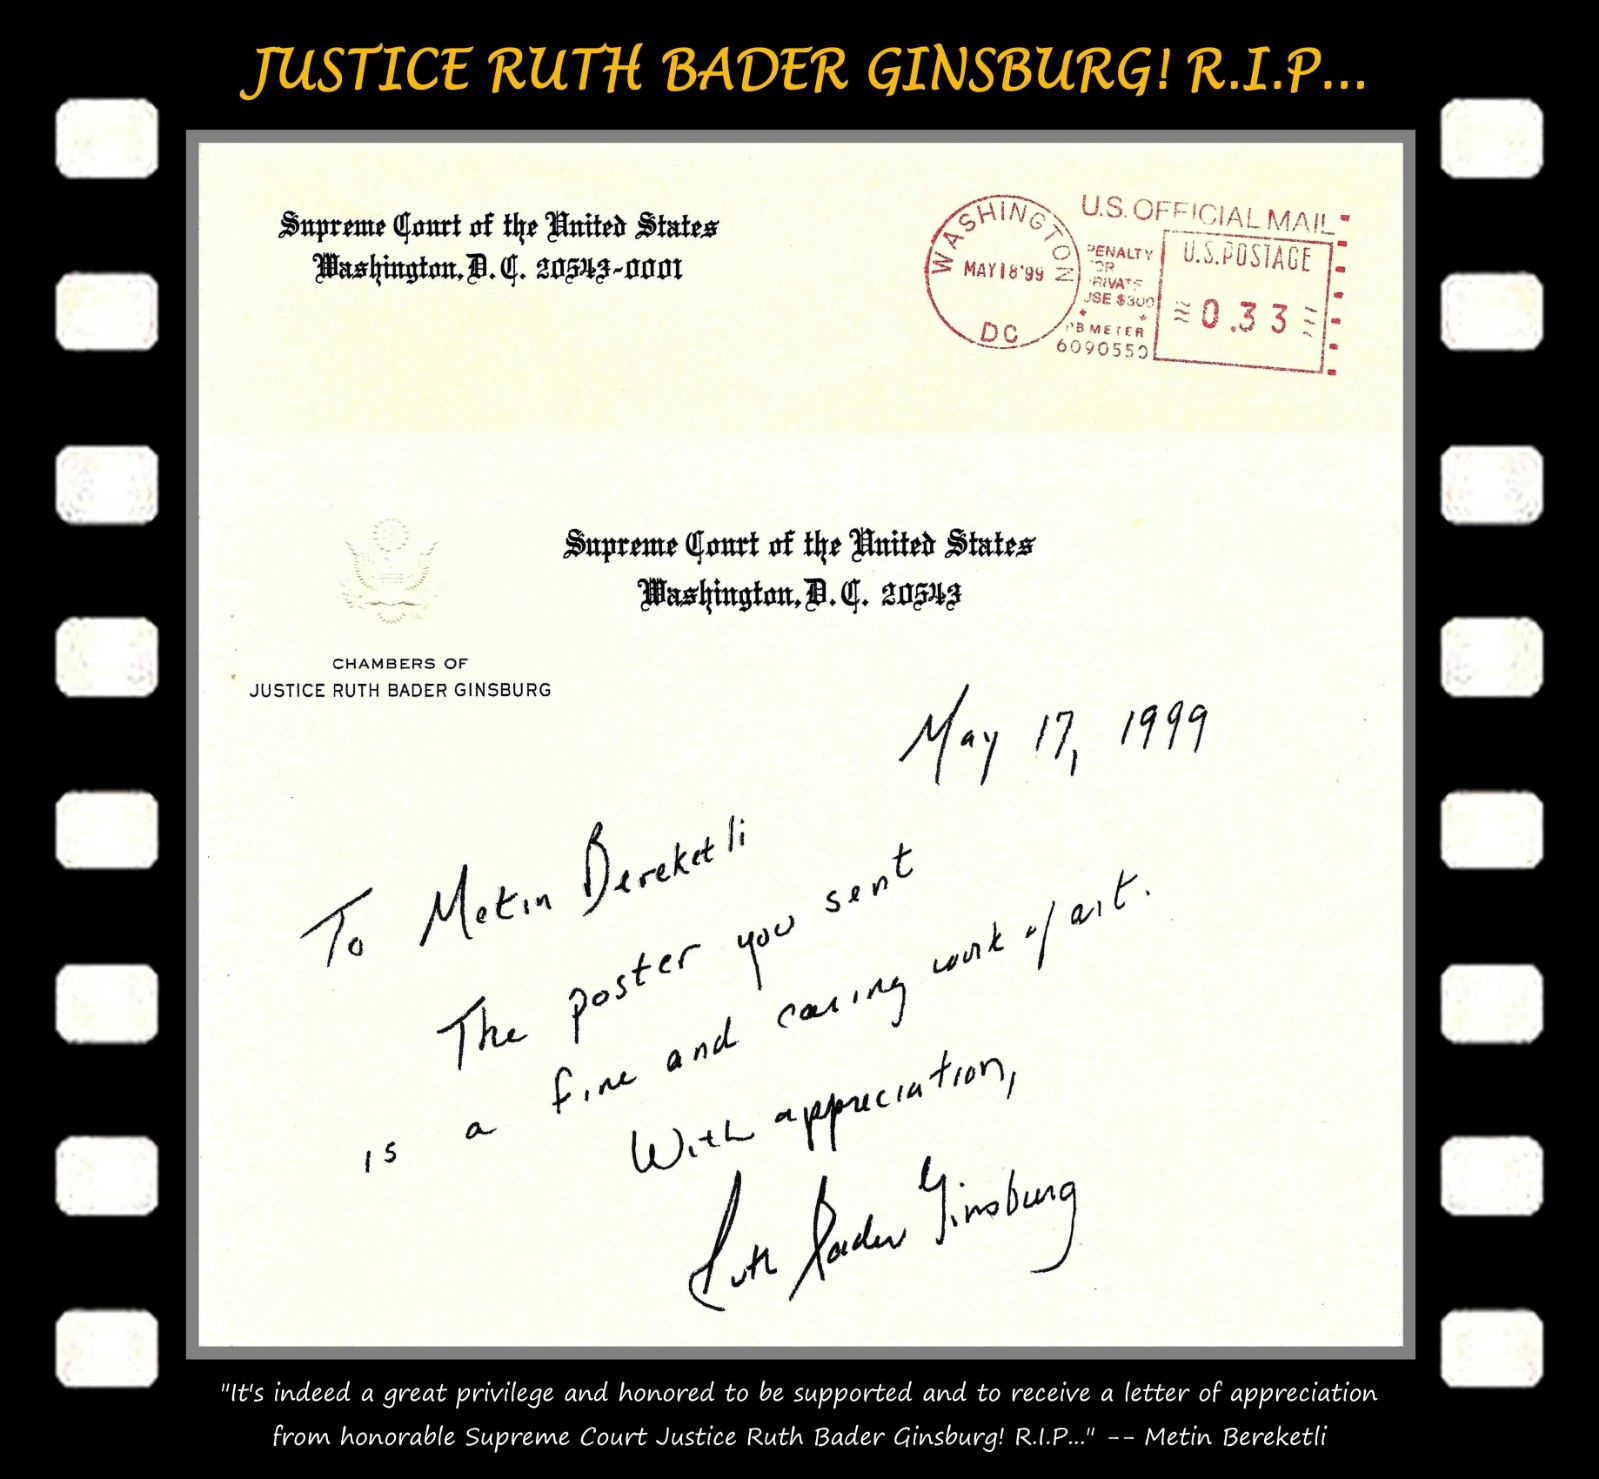 JUSTICE RUTH BADER GINSBURG! R.I.P...
Supreme Court of the United States
Washington, D.C. 20543-0001
WASHINGTON
MAY 18 '99
DC
U.S. OFFICIAL MAIL
PENALTY
USE $300
PB METER
6090550
U.S. POSTAGE
0.33
Supreme Court of the United States
Washington, D.C. 20543
CHAMBERS OF
JUSTICE RUTH BADER GINSBURG
May 17, 1999
To Metin Bereketli
The poster you sent
is a fine and caring work of art.
With appreciation,
Ruth Bader Ginsburg
"It's indeed a great privilege and honored to be supported and to receive a letter of appreciation
from honorable Supreme Court Justice Ruth Bader Ginsburg! R.I.P..." -- Metin Bereketli